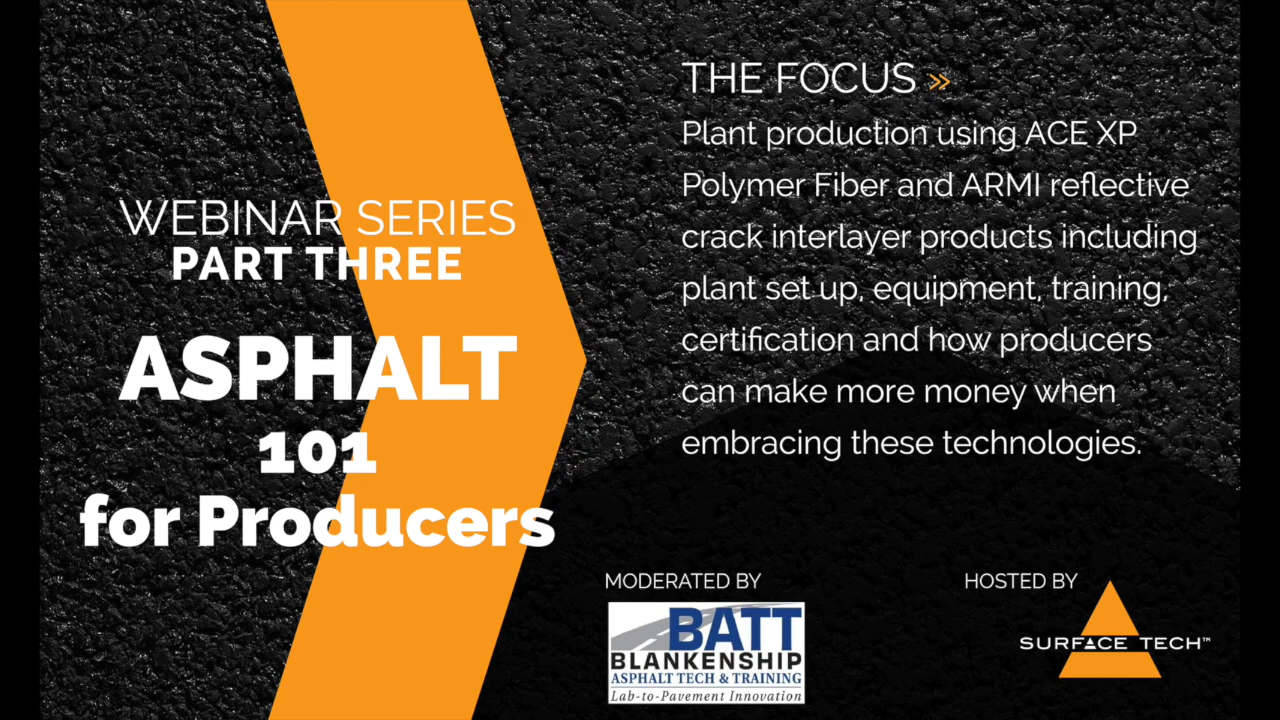 WEBINAR SERIES
PART THREE
ASPHALT
101
for Producers
THE FOCUS »
Plant production using ACE XP
Polymer Fiber and ARMI reflective
crack interlayer products including
plant set up, equipment, training,
certification and how producers
can make more money when
embracing these technologies.
MODERATED BY
BATT
BLANKENSHIP
ASPHALT TECH & TRAINING
Lab-to-Pavement Innovation
HOSTED BY
SURFACE TECH™